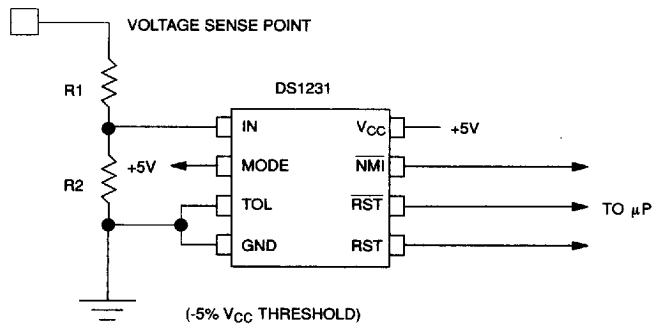 VOLTAGE SENSE POINT
DS1231
R1
IN
VCC
+5V
+5V
MODE
NMI
R2
TOL
RST
TO µP
GND
RST
(-5% VCC THRESHOLD)